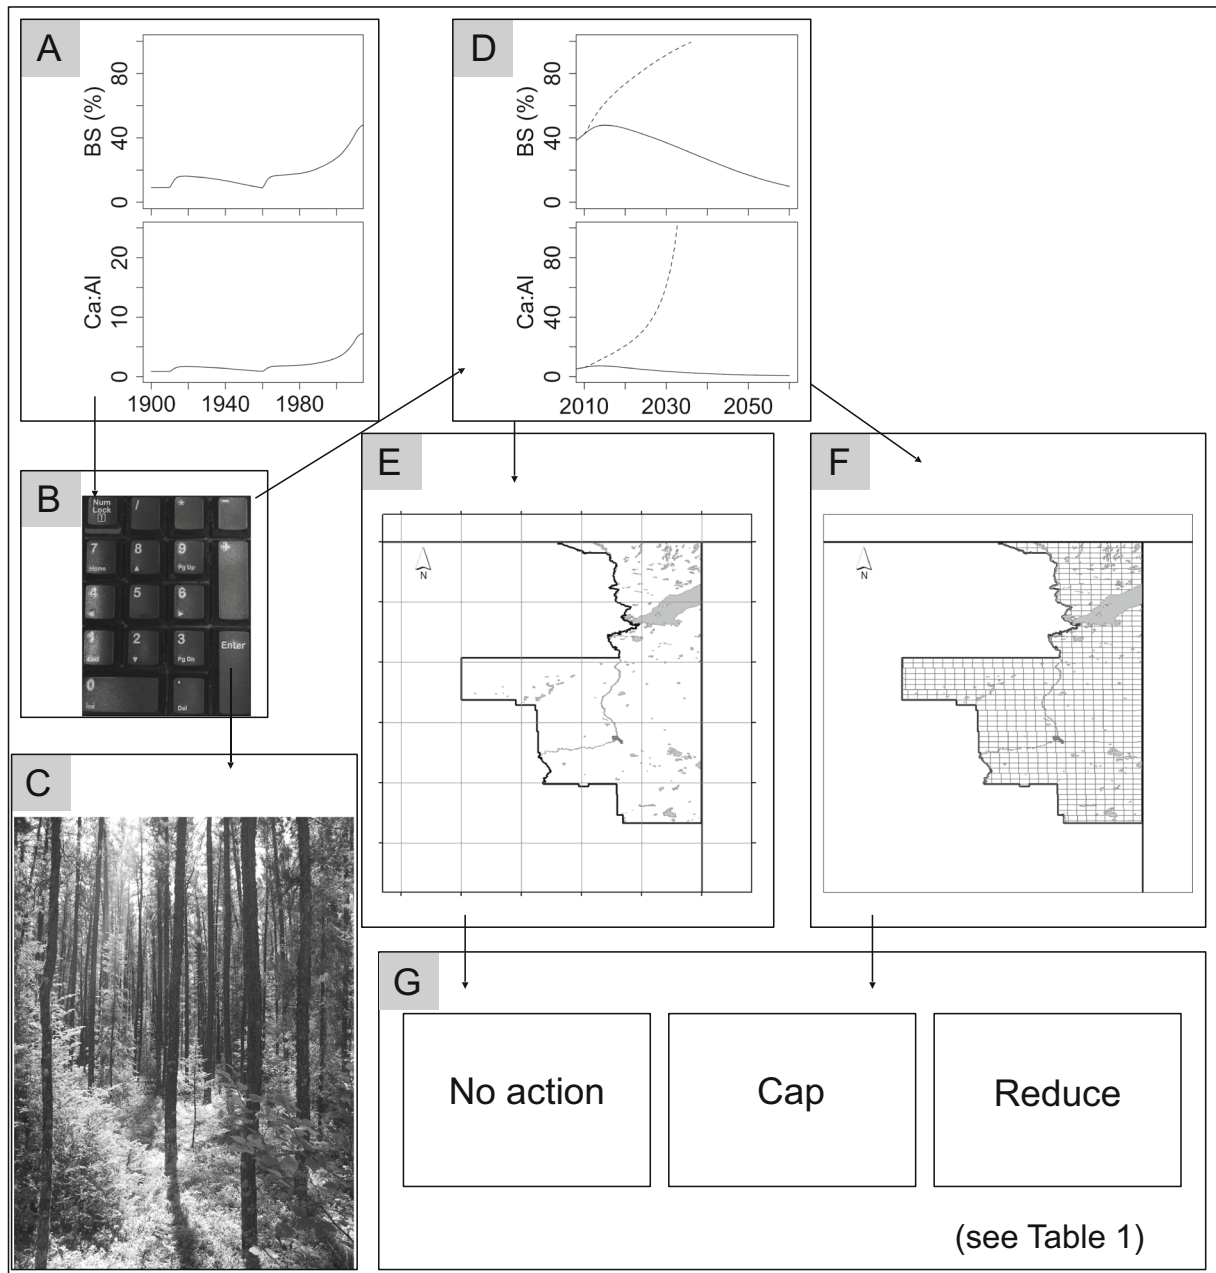 A
BS (%)
0 40 80
Ca:Al
0 10 20
1900 1940 1980
D
BS (%)
0 40 80
Ca:Al
0 40 80
2010 2030 2050
B
Num
Lock
/
*
-
7
Home
8
9
Pg Up
+
4
5
6
1
End
2
3
Pg Dn
Enter
0
Ins
.
Del
C
E
N
F
N
G
No action
Cap
Reduce
(see Table 1)